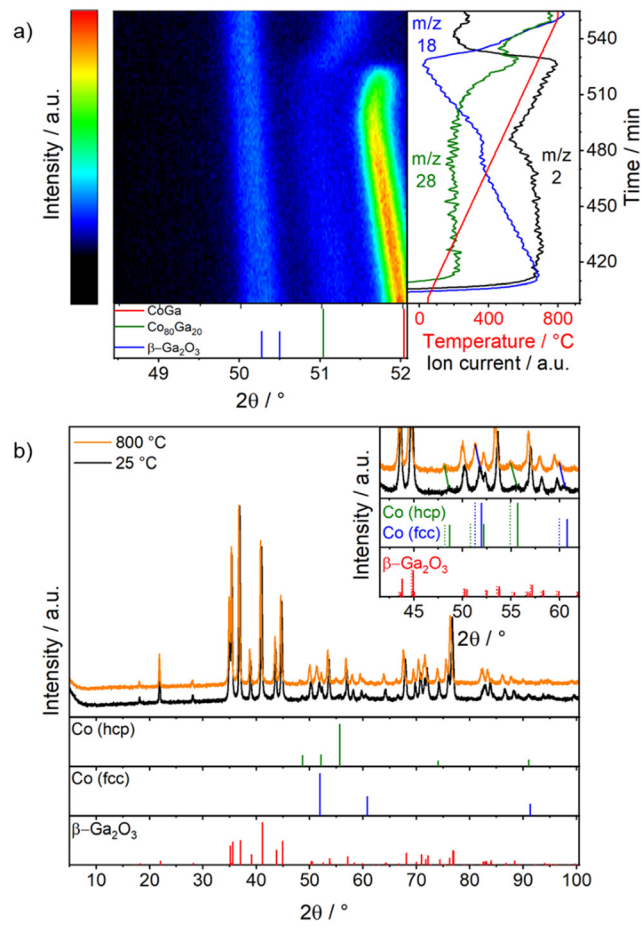 a)
Intensity / a.u.
m/z
18
m/z
28
m/z
2
540
510
480
450
420
Time / min
CoGa
Co₈₀Ga₂₀
β–Ga₂O₃
49 50 51 52
2θ / °
0 400 800
Temperature / °C
Ion current / a.u.
b)
800 °C
25 °C
Intensity / a.u.
Intensity / a.u.
Co (hcp)
Co (fcc)
β–Ga₂O₃
45 50 55 60
2θ / °
Co (hcp)
Co (fcc)
β–Ga₂O₃
10 20 30 40 50 60 70 80 90 100
2θ / °